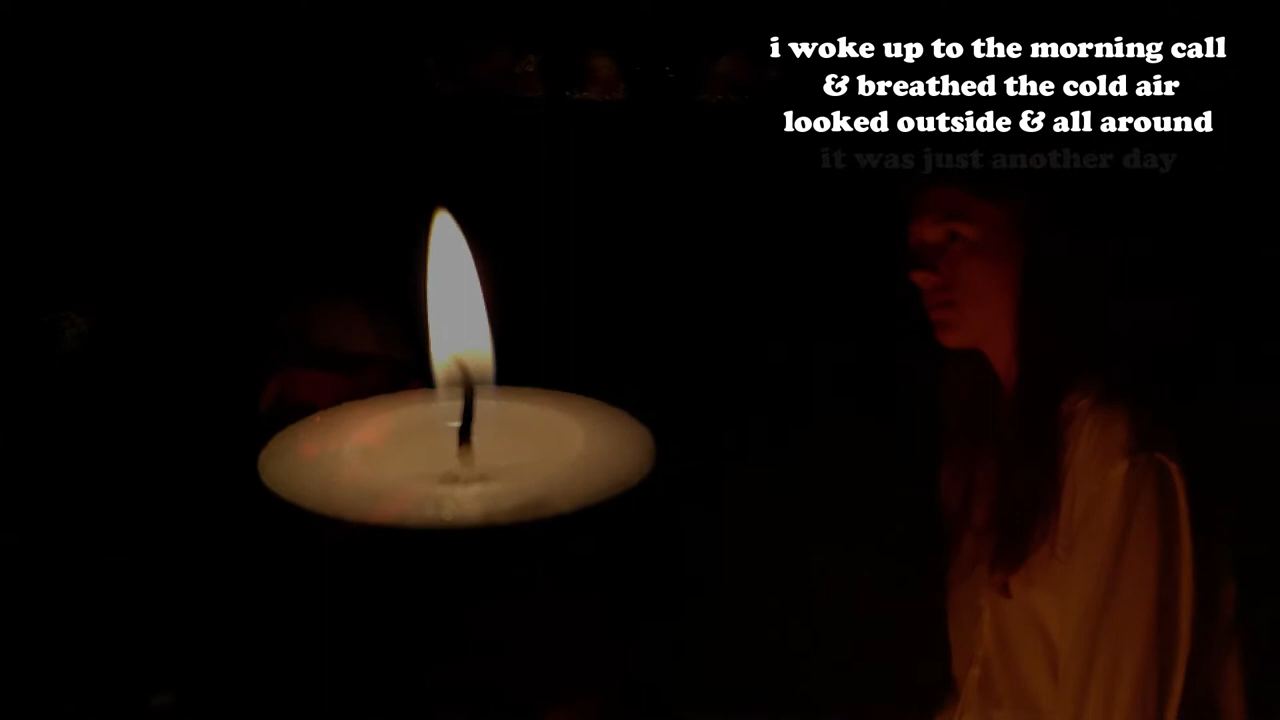 i woke up to the morning call
& breathed the cold air
looked outside & all around
it was just another day